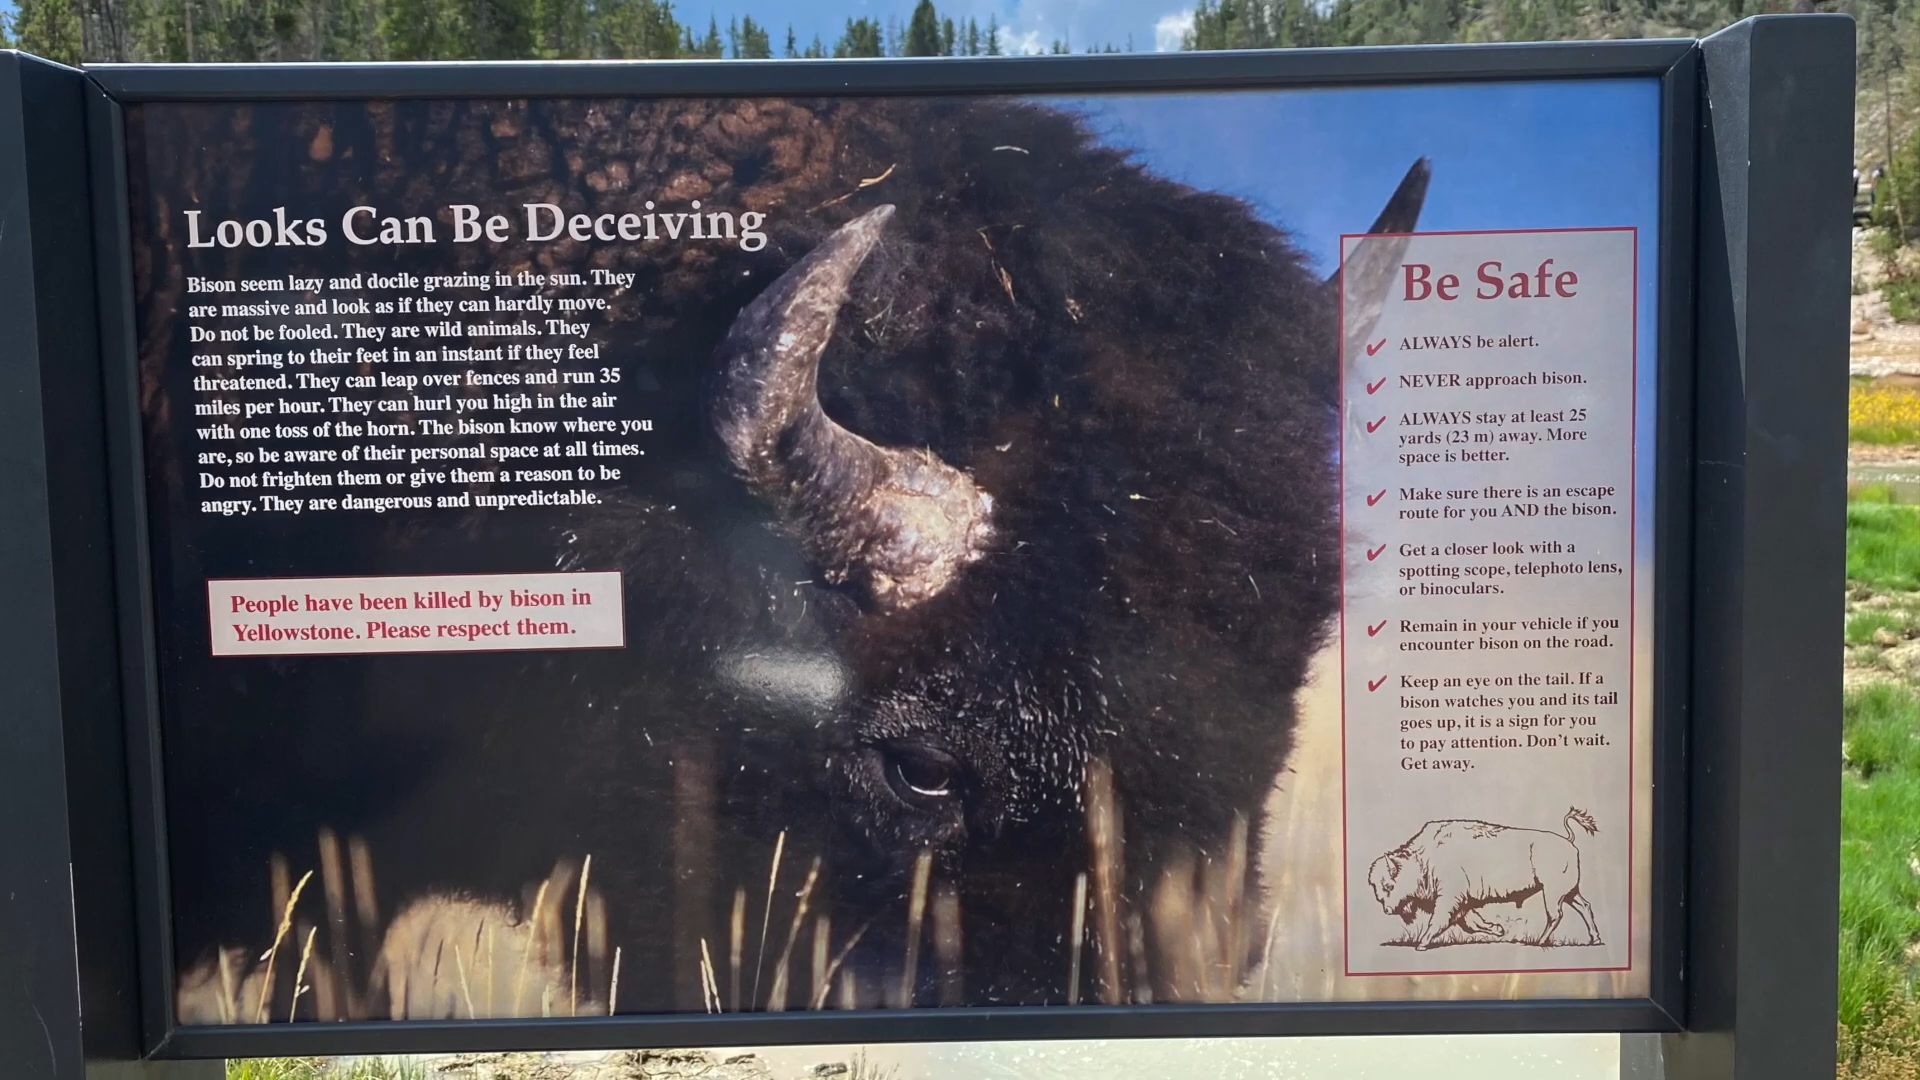 Looks Can Be Deceiving
Bison seem lazy and docile grazing in the sun. They
are massive and look as if they can hardly move.
Do not be fooled. They are wild animals. They
can spring to their feet in an instant if they feel
threatened. They can leap over fences and run 35
miles per hour. They can hurl you high in the air
with one toss of the horn. The bison know where you
are, so be aware of their personal space at all times.
Do not frighten them or give them a reason to be
angry. They are dangerous and unpredictable.
People have been killed by bison in
Yellowstone. Please respect them.
Be Safe
✓ ALWAYS be alert.
✓ NEVER approach bison.
✓ ALWAYS stay at least 25
yards (23 m) away. More
space is better.
✓ Make sure there is an escape
route for you AND the bison.
✓ Get a closer look with a
spotting scope, telephoto lens,
or binoculars.
✓ Remain in your vehicle if you
encounter bison on the road.
✓ Keep an eye on the tail. If a
bison watches you and its tail
goes up, it is a sign for you
to pay attention. Don't wait.
Get away.